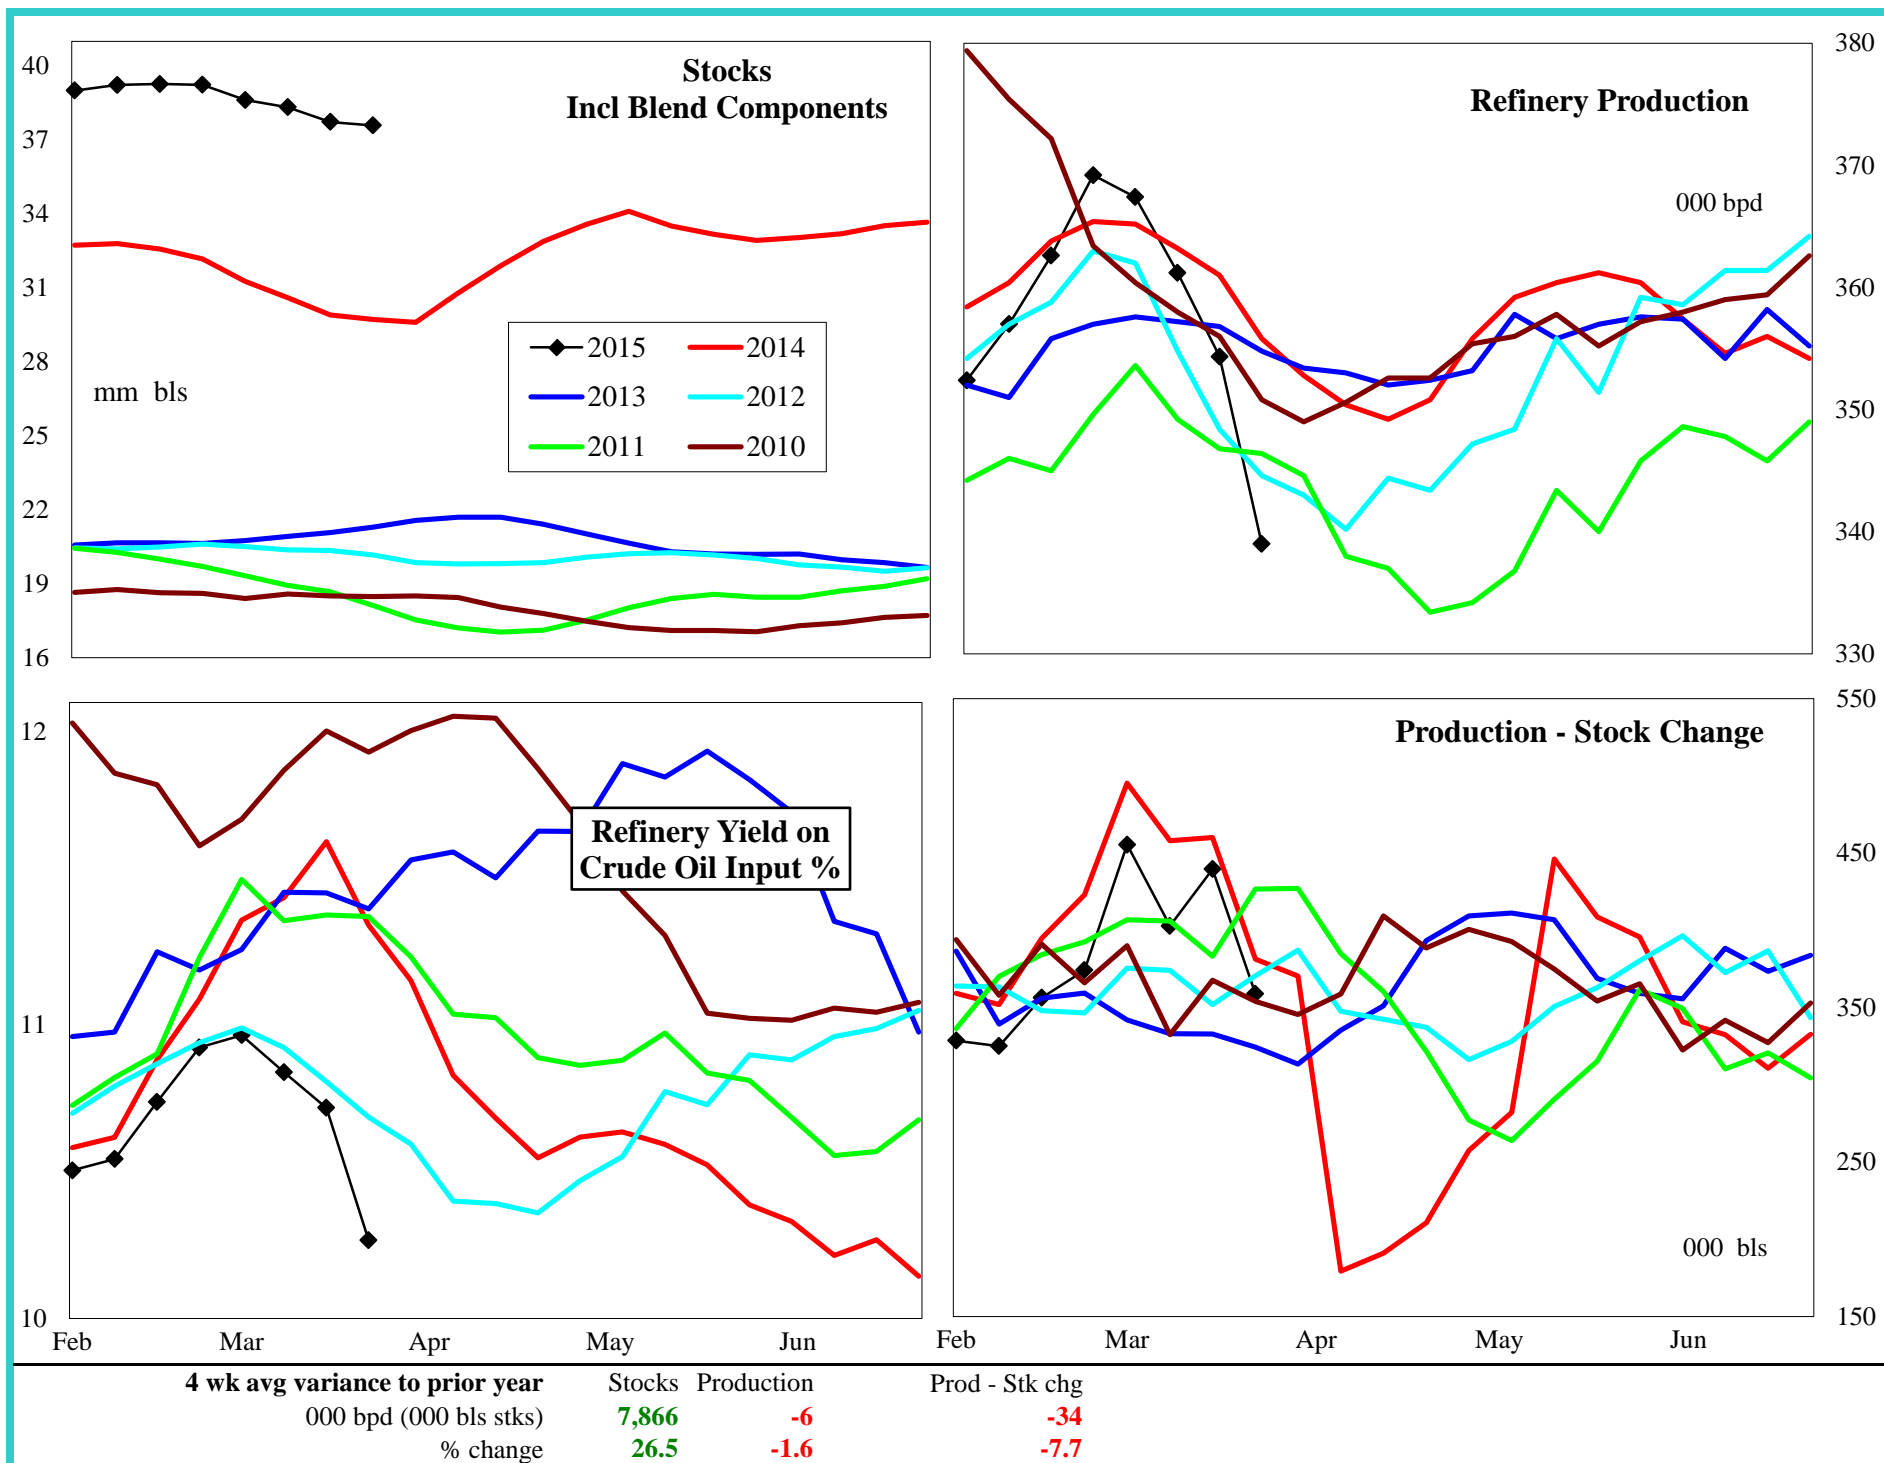 Stocks
Incl Blend Components
40
37
34
31
28
25
22
19
16
mm bls
2015 2014
2013 2012
2011 2010
Refinery Production
000 bpd
380
370
360
350
340
330
Refinery Yield on
Crude Oil Input %
12
11
10
Feb Mar Apr May Jun
Production - Stock Change
550
450
350
250
150
000 bls
Feb Mar Apr May Jun
4 wk avg variance to prior year Stocks Production Prod - Stk chg
000 bpd (000 bls stks) 7,866 -6 -34
% change 26.5 -1.6 -7.7